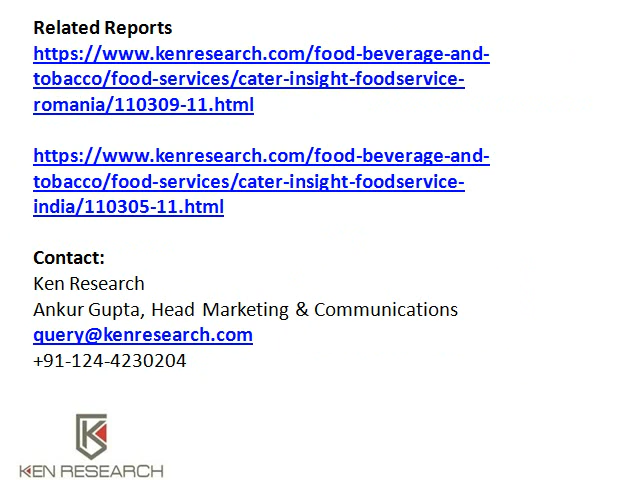 Related Reports
https://www.kenresearch.com/food-beverage-and-
tobacco/food-services/cater-insight-foodservice-
romania/110309-11.html
https://www.kenresearch.com/food-beverage-and-
tobacco/food-services/cater-insight-foodservice-
india/110305-11.html
Contact:
Ken Research
Ankur Gupta, Head Marketing & Communications
query@kenresearch.com
+91-124-4230204
KEN RESEARCH